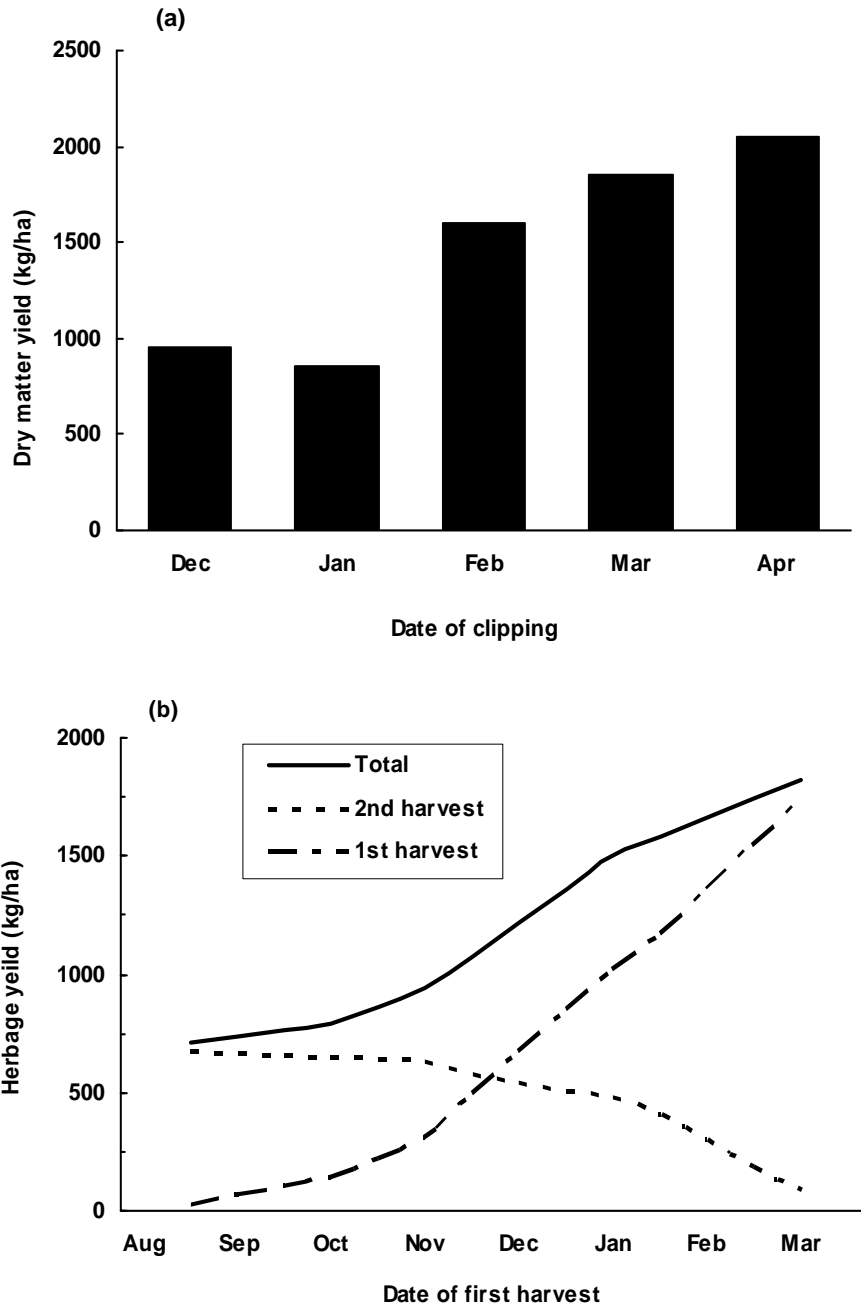 (a)
2500
2000
1500
1000
500
0
Dry matter yield (kg/ha)
Dec Jan Feb Mar Apr
Date of clipping
(b)
2000
1500
1000
500
0
Herbage yeild (kg/ha)
Total
2nd harvest
1st harvest
Aug Sep Oct Nov Dec Jan Feb Mar
Date of first harvest